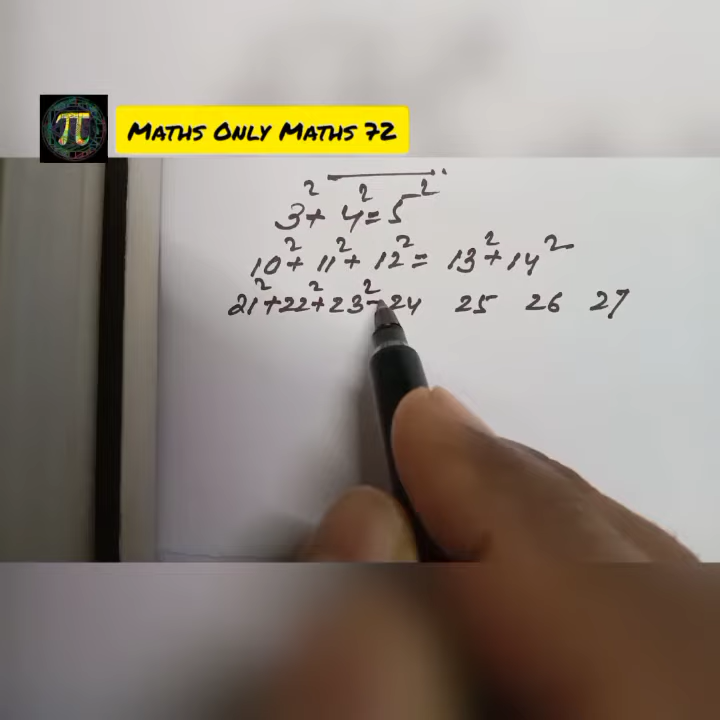 π
MATHS ONLY MATHS 72
3² + 4² = 5²
10² + 11² + 12² = 13² + 14²
21² + 22² + 23² + 24 25 26 27